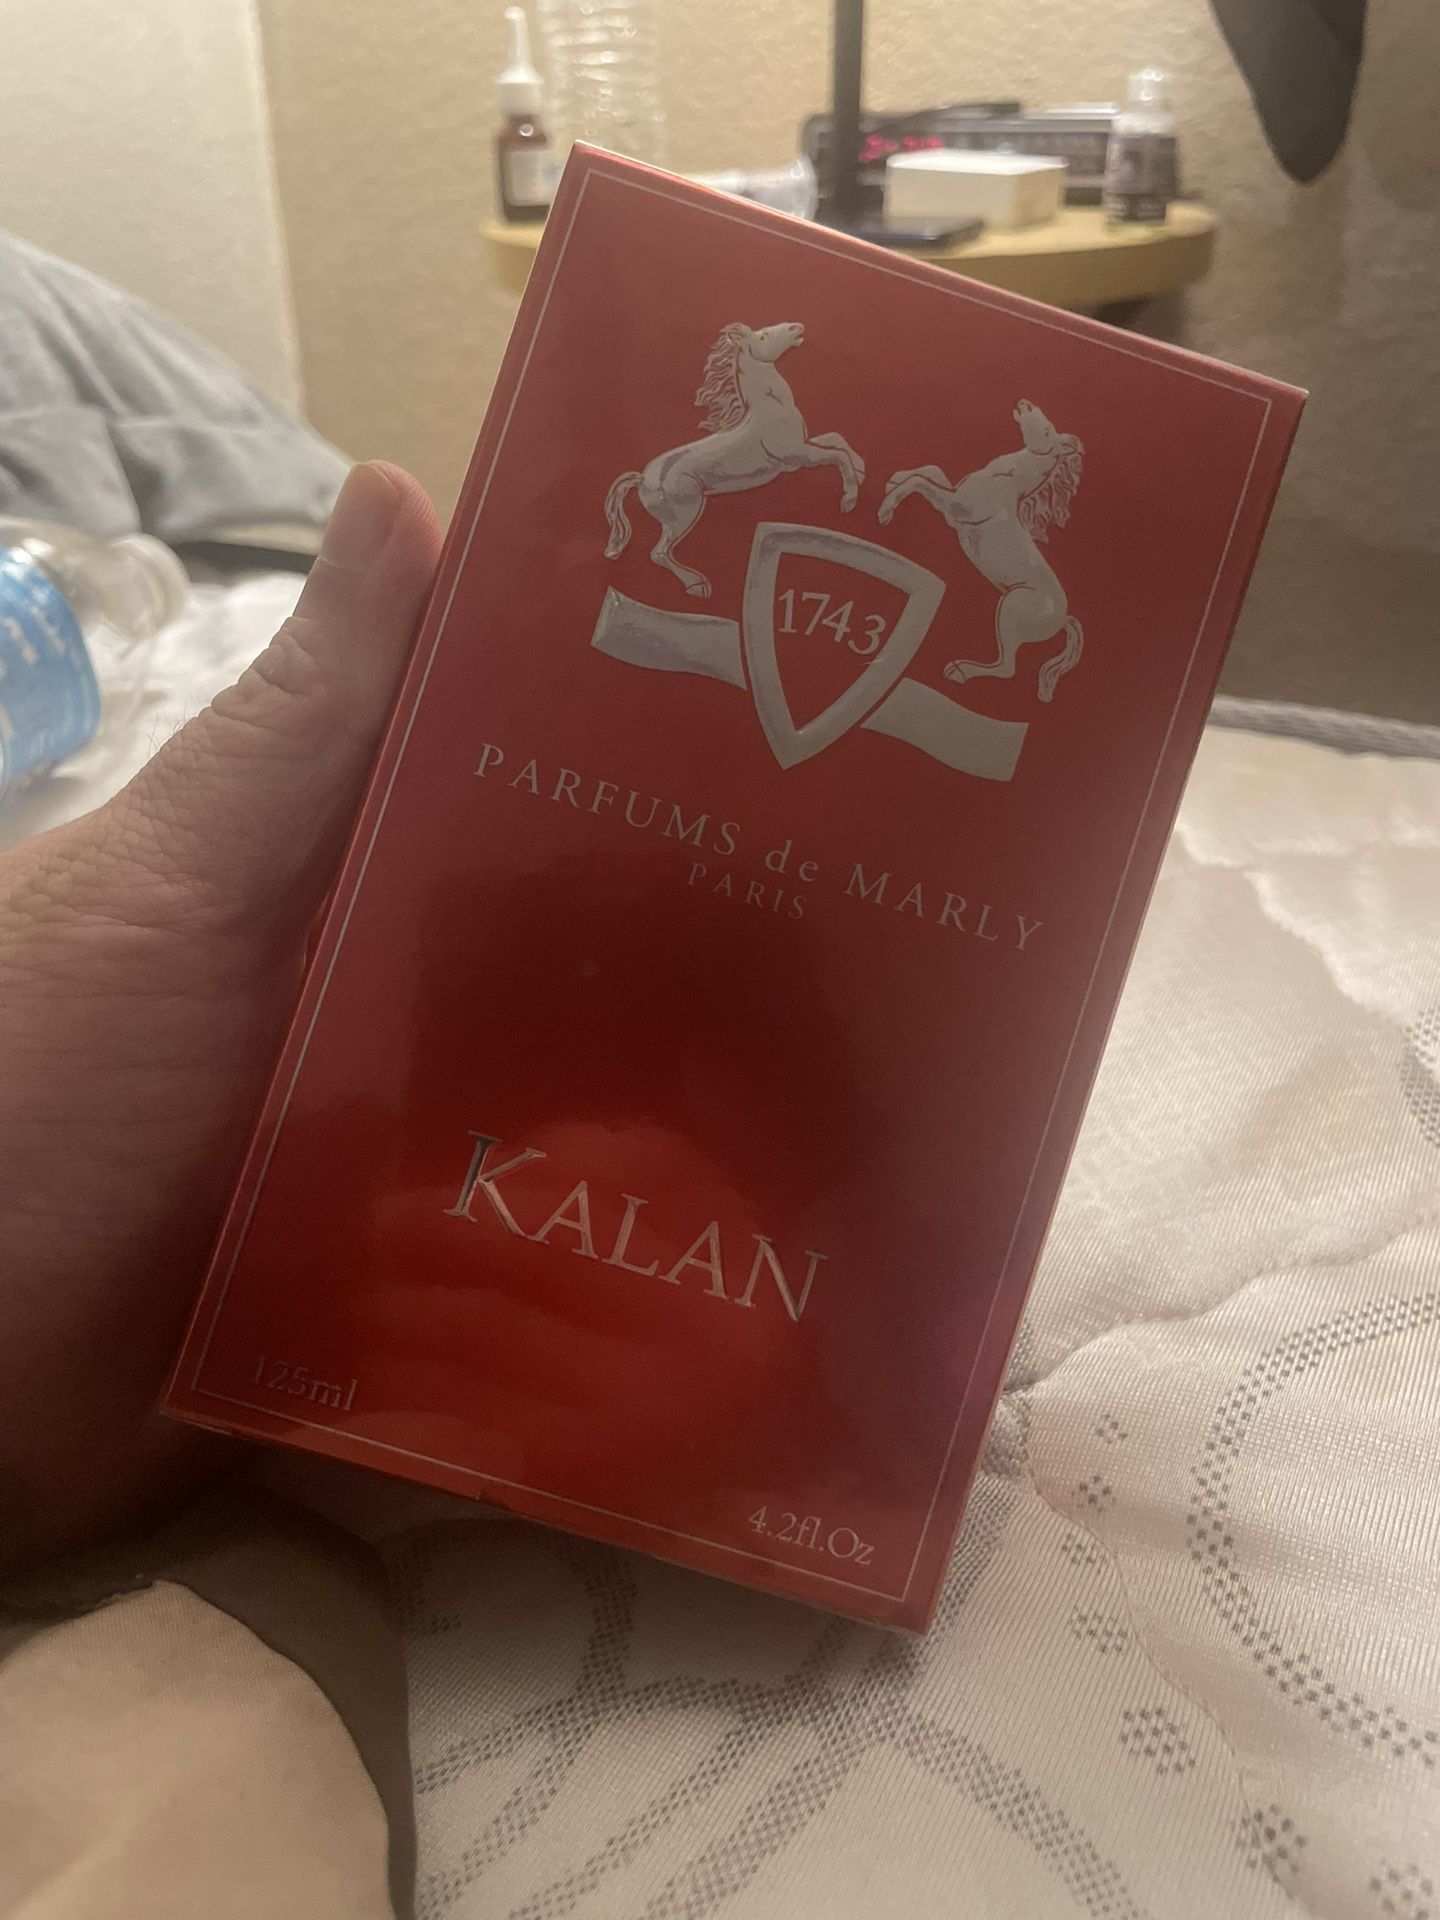 1743
PARFUMS de MARLY
PARIS
KALAN
125ml
4.2fl.Oz